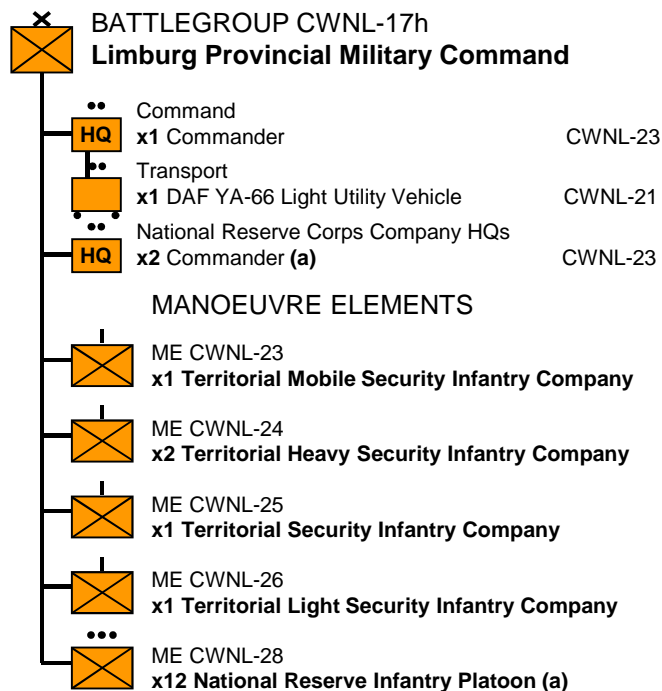 BATTLEGROUP CWNL-17h
Limburg Provincial Military Command
Command
HQ x1 Commander CWNL-23
Transport
x1 DAF YA-66 Light Utility Vehicle CWNL-21
National Reserve Corps Company HQs
HQ x2 Commander (a) CWNL-23
MANOEUVRE ELEMENTS
ME CWNL-23
x1 Territorial Mobile Security Infantry Company
ME CWNL-24
x2 Territorial Heavy Security Infantry Company
ME CWNL-25
x1 Territorial Security Infantry Company
ME CWNL-26
x1 Territorial Light Security Infantry Company
ME CWNL-28
x12 National Reserve Infantry Platoon (a)